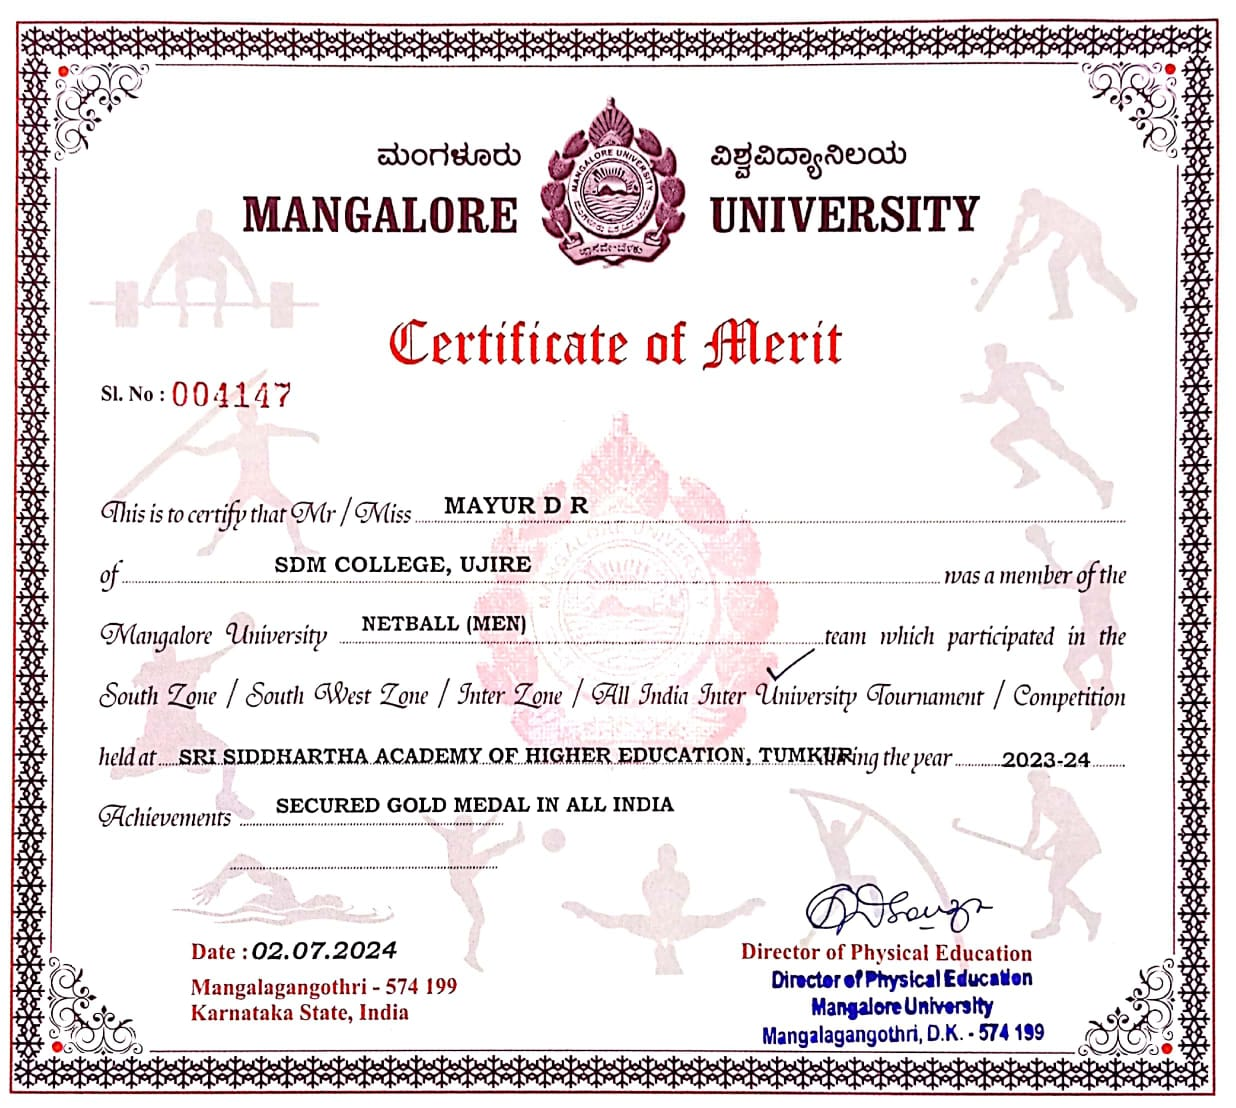 ಮಂಗಳೂರು ವಿಶ್ವವಿದ್ಯಾನಿಲಯ
MANGALORE UNIVERSITY
MANGALORE UNIVERSITY
Certificate of Merit
Sl. No : 004147
This is to certify that Mr / Miss MAYUR D R
of SDM COLLEGE, UJIRE was a member of the
Mangalore University NETBALL (MEN) team which participated in the
South Zone / South West Zone / Inter Zone / All India Inter University Tournament / Competition
held at SRI SIDDHARTHA ACADEMY OF HIGHER EDUCATION, TUMKUR ing the year 2023-24
Achievements SECURED GOLD MEDAL IN ALL INDIA
Date : 02.07.2024
Mangalagangothri - 574 199
Karnataka State, India
Director of Physical Education
Director of Physical Education
Mangalore University
Mangalagangothri, D.K. - 574 199